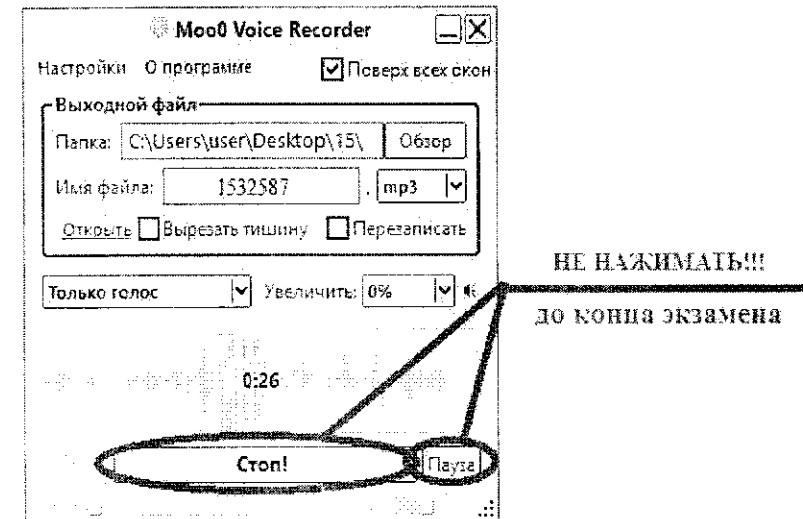 Moo0 Voice Recorder
Настройки О программе Поверх всех окон
Выходной файл
Папка: C:\Users\user\Desktop\15\ Обзор
Имя файла: 1532587 . mp3
Открыть Вырезать тишину Перезаписать
НЕ НАЖИМАТЬ!!!
до конца экзамена
Только голос Увеличить: 0%
0:26
Стоп! Пауза